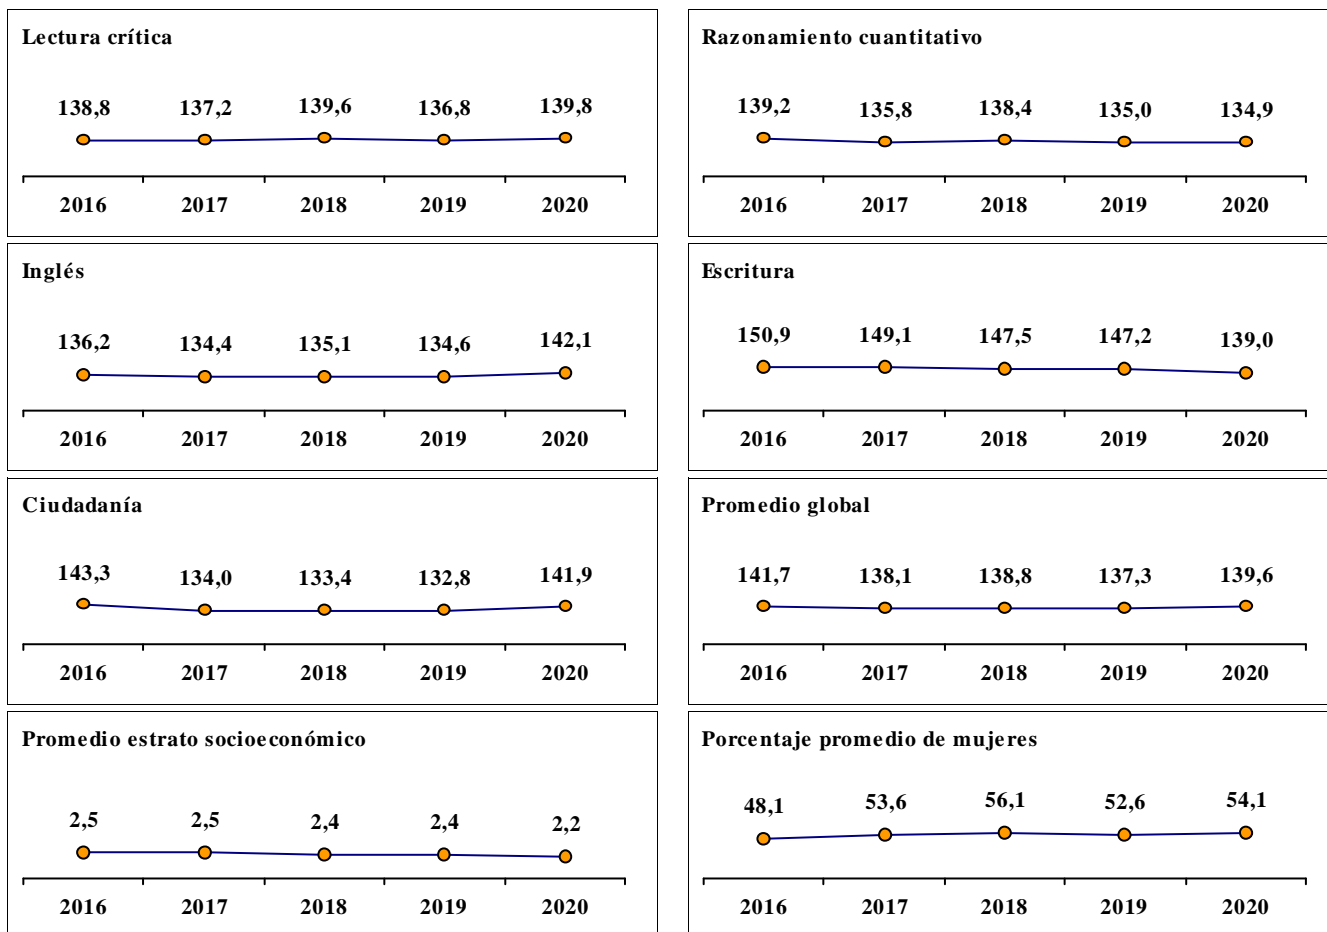 Lectura crítica
138,8 137,2 139,6 136,8 139,8
2016 2017 2018 2019 2020
Razonamiento cuantitativo
139,2 135,8 138,4 135,0 134,9
2016 2017 2018 2019 2020
Inglés
136,2 134,4 135,1 134,6 142,1
2016 2017 2018 2019 2020
Escritura
150,9 149,1 147,5 147,2 139,0
2016 2017 2018 2019 2020
Ciudadanía
143,3 134,0 133,4 132,8 141,9
2016 2017 2018 2019 2020
Promedio global
141,7 138,1 138,8 137,3 139,6
2016 2017 2018 2019 2020
Promedio estrato socioeconómico
2,5 2,5 2,4 2,4 2,2
2016 2017 2018 2019 2020
Porcentaje promedio de mujeres
48,1 53,6 56,1 52,6 54,1
2016 2017 2018 2019 2020